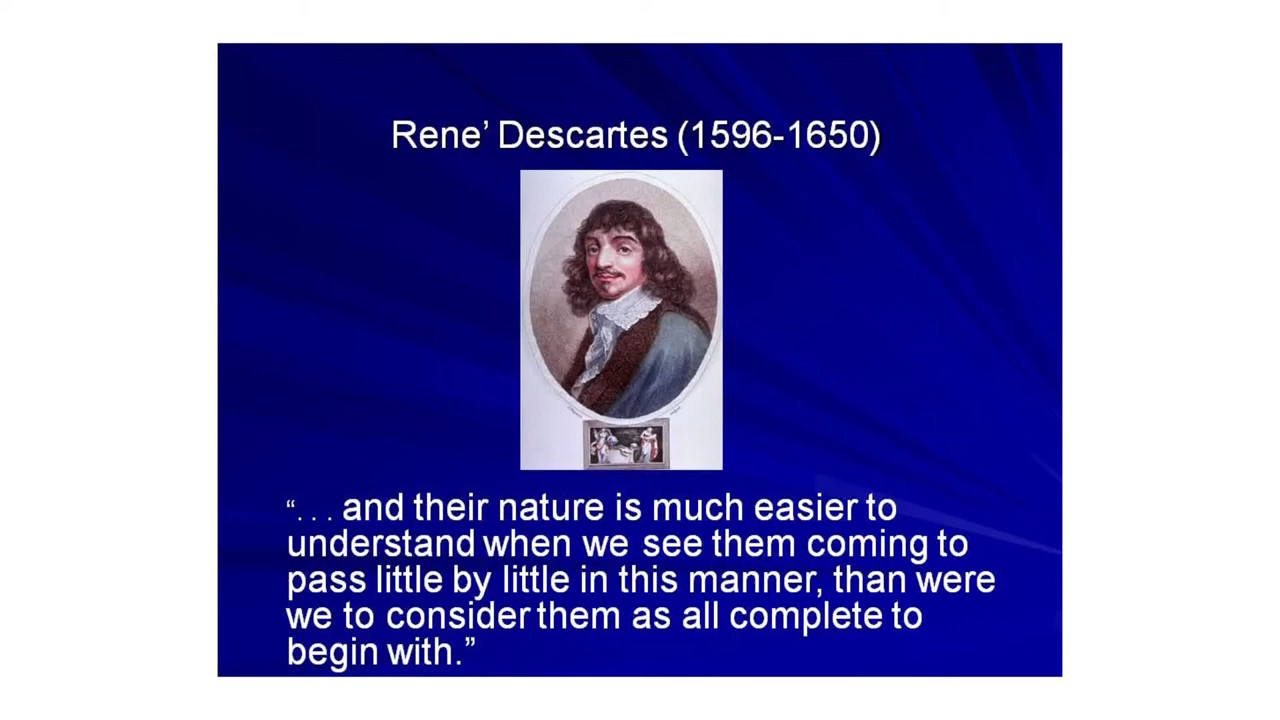 Rene’ Descartes (1596-1650)
“. . . and their nature is much easier to
understand when we see them coming to
pass little by little in this manner, than were
we to consider them as all complete to
begin with.”